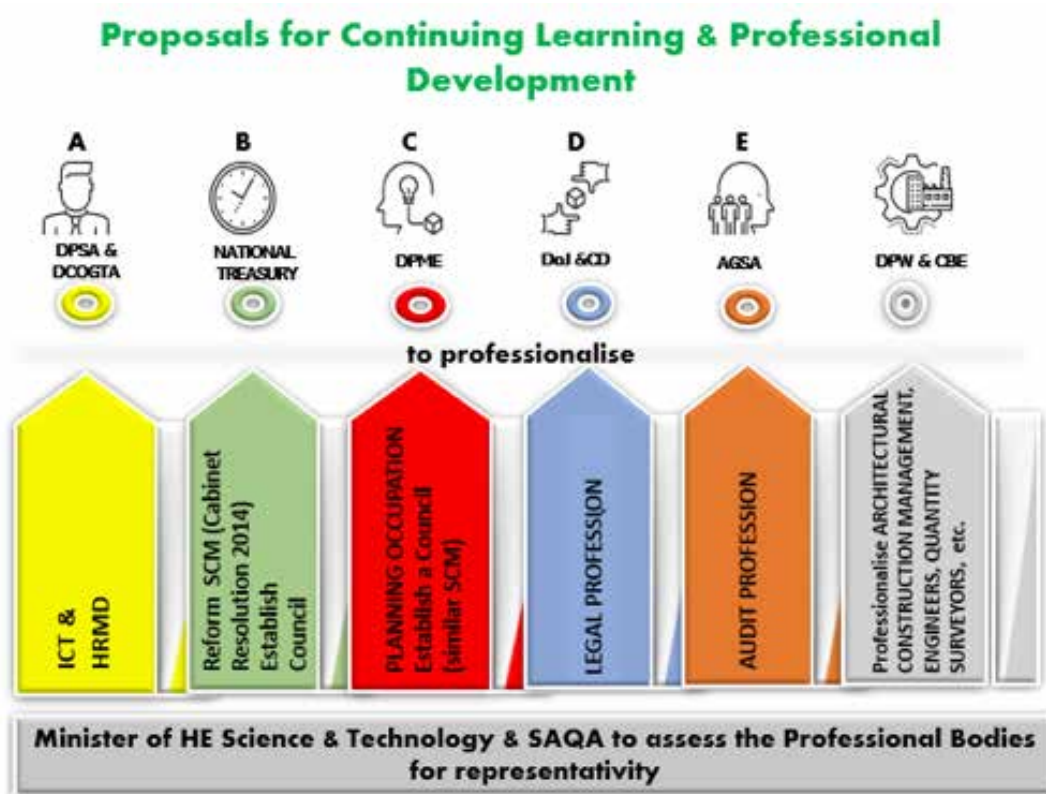 Proposals for Continuing Learning & Professional
Development
A
B
C
D
E
DPSA &
DCOGTA
NATIONAL
TREASURY
DPME
DoJ &CD
AGSA
DPW & CBE
to professionalise
ICT &
HRMD
Reform SCM (Cabinet
Resolution 2014)
Establish
Council
PLANNING OCCUPATION
Establish a Council
(similar SCM)
LEGAL PROFESSION
AUDIT PROFESSION
Professionalise ARCHITECTURAL
CONSTRUCTION MANAGEMENT,
ENGINEERS, QUANTITY
SURVEYORS, etc.
Minister of HE Science & Technology & SAQA to assess the Professional Bodies
for representativity